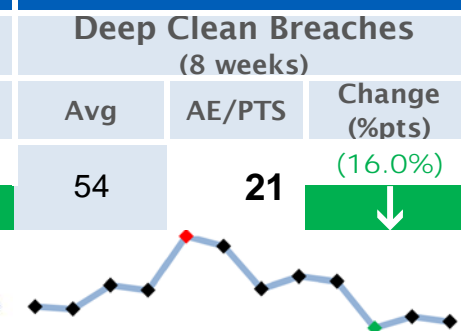 Deep Clean Breaches
(8 weeks)
Avg AE/PTS Change
(%pts)
54 21 (16.0%)